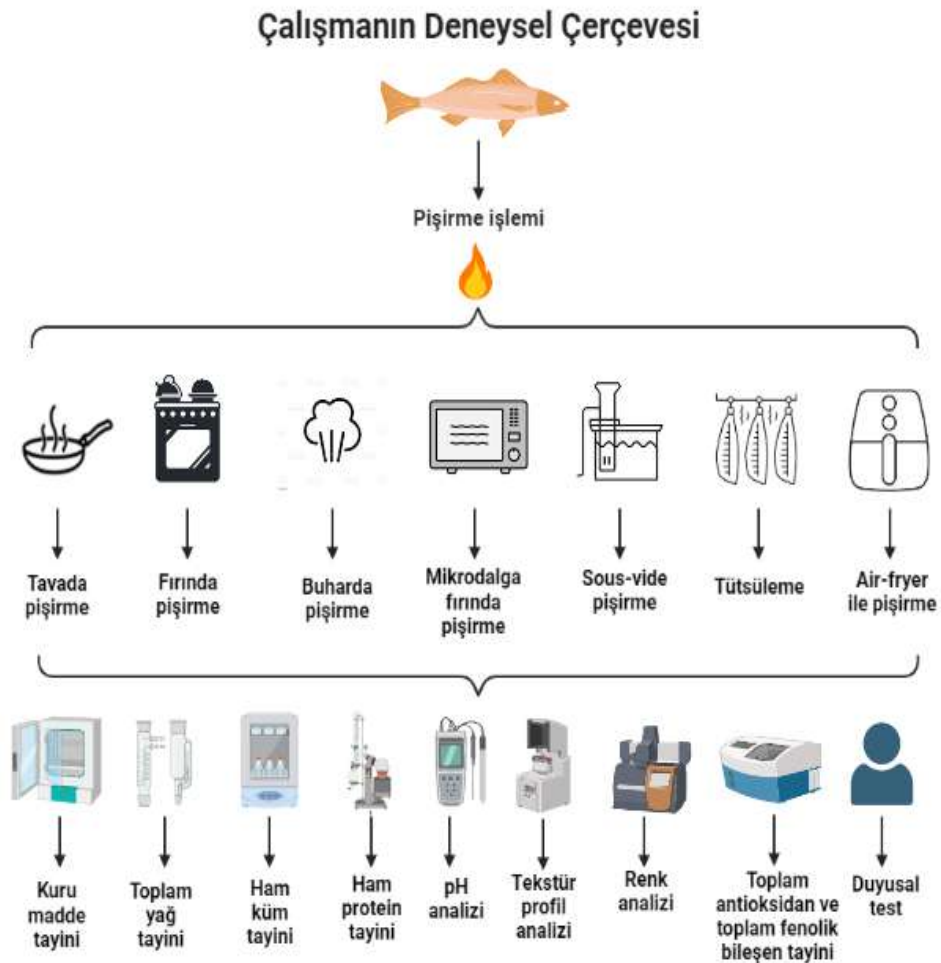 Çalışmanın Deneysel Çerçevesi
Pişirme işlemi
Tavada
pişirme
Fırında
pişirme
Buharda
pişirme
Mikrodalga
fırında
pişirme
Sous-vide
pişirme
Tütsüleme
Air-fryer
ile pişirme
Kuru
madde
tayini
Toplam
yağ
tayini
Ham
küm
tayini
Ham
protein
tayini
pH
analizi
Tekstür
profil
analizi
Renk
analizi
Toplam
antioksidan ve
toplam fenolik
bileşen tayini
Duyusal
test